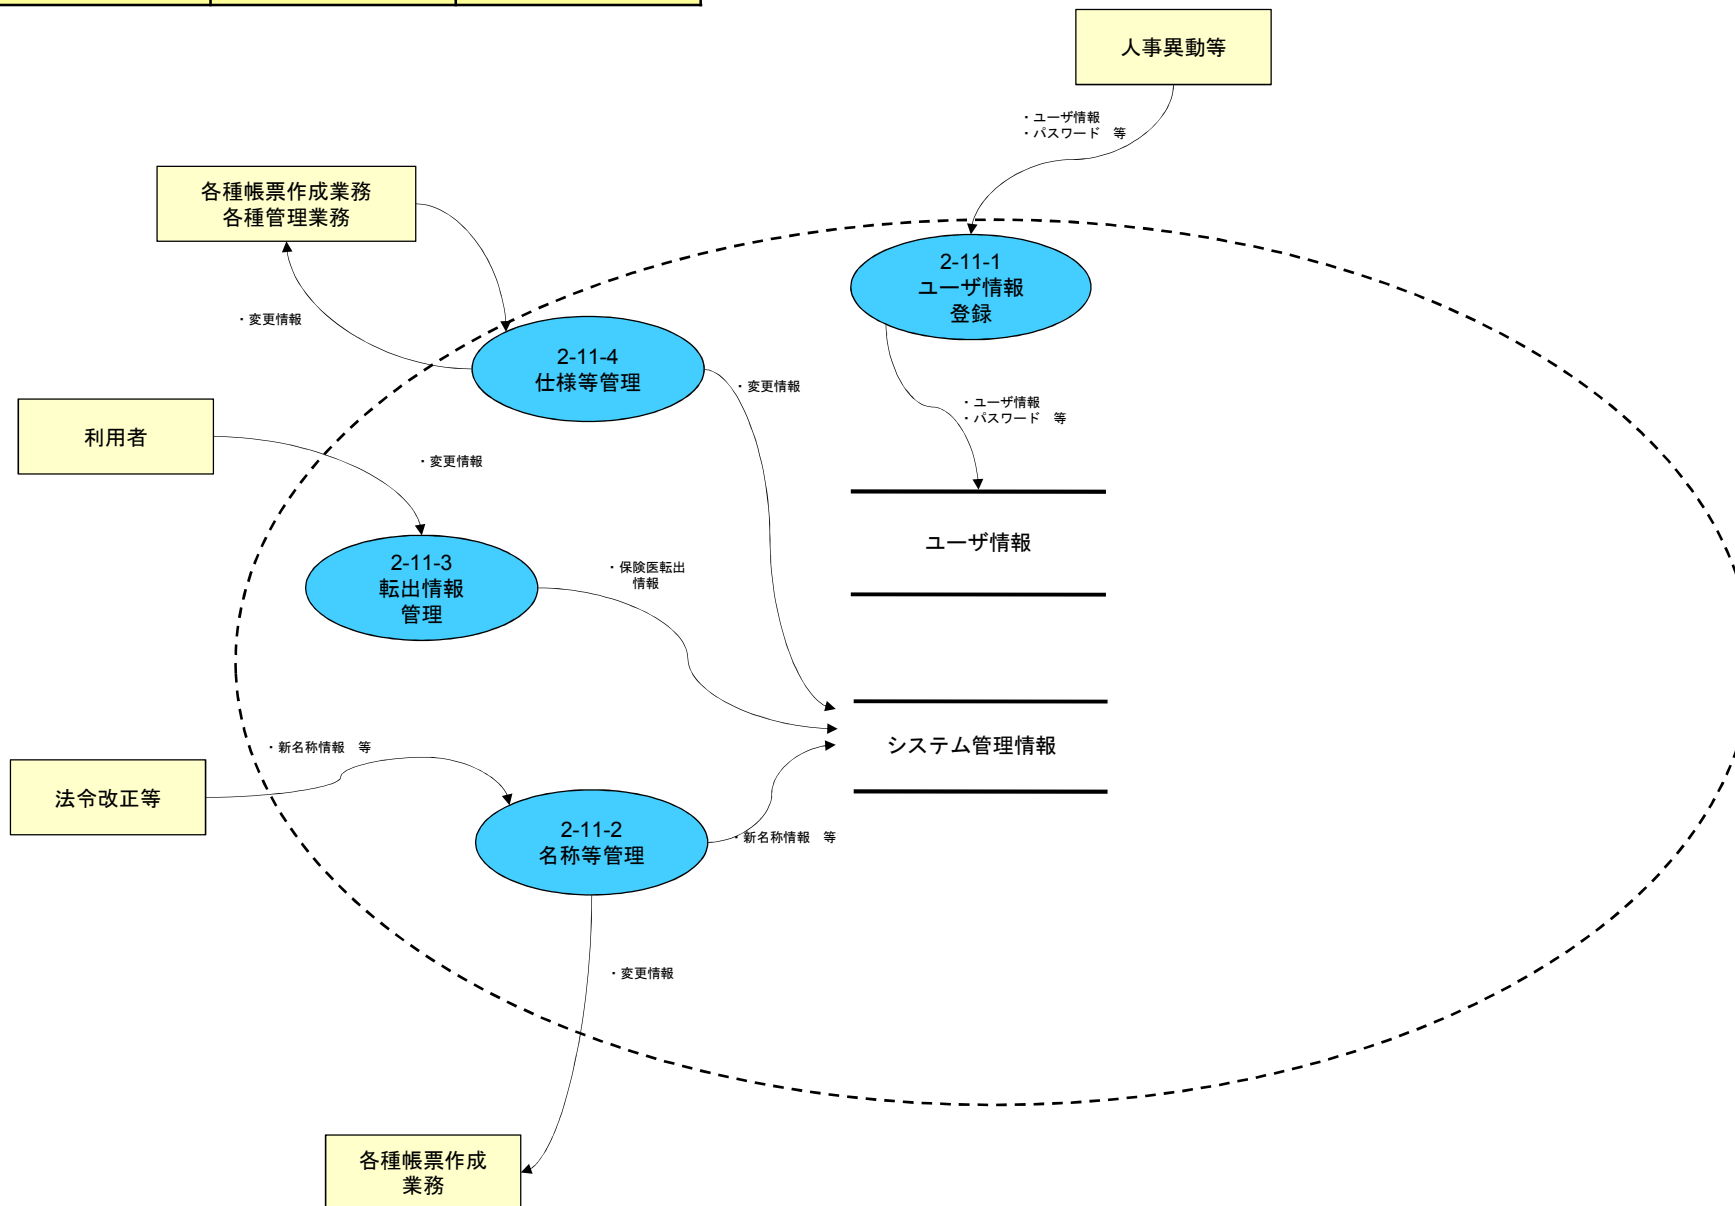 人事異動等
・ユーザ情報
・パスワード　等
各種帳票作成業務
各種管理業務
2-11-1
ユーザ情報
登録
・変更情報
2-11-4
仕様等管理
・変更情報
・ユーザ情報
・パスワード　等
利用者
・変更情報
ユーザ情報
2-11-3
転出情報
管理
・保険医転出
情報
システム管理情報
・新名称情報　等
法令改正等
2-11-2
名称等管理
・新名称情報　等
・変更情報
各種帳票作成
業務